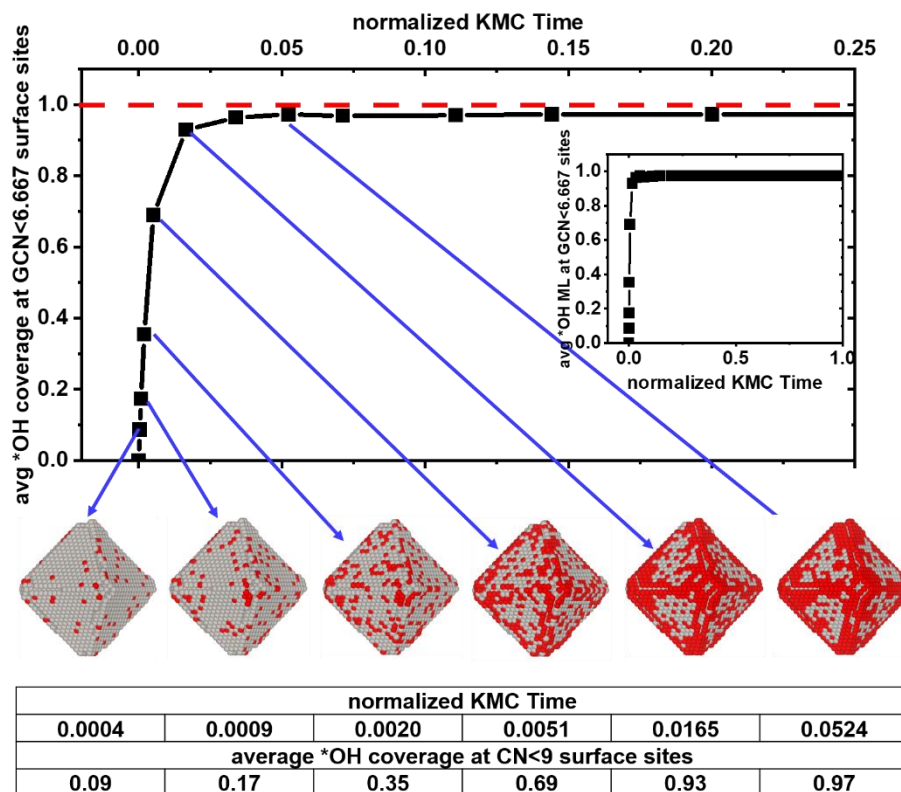 normalized KMC Time
0.00 0.05 0.10 0.15 0.20 0.25
avg *OH coverage at GCN<6.667 surface sites
1.0
0.8
0.6
0.4
0.2
0.0
avg *OH ML at GCN<6.667 sites
1.0
0.8
0.6
0.4
0.2
0.0
0.0 0.5 1.0
normalized KMC Time
normalized KMC Time
0.0004 0.0009 0.0020 0.0051 0.0165 0.0524
average *OH coverage at CN<9 surface sites
0.09 0.17 0.35 0.69 0.93 0.97